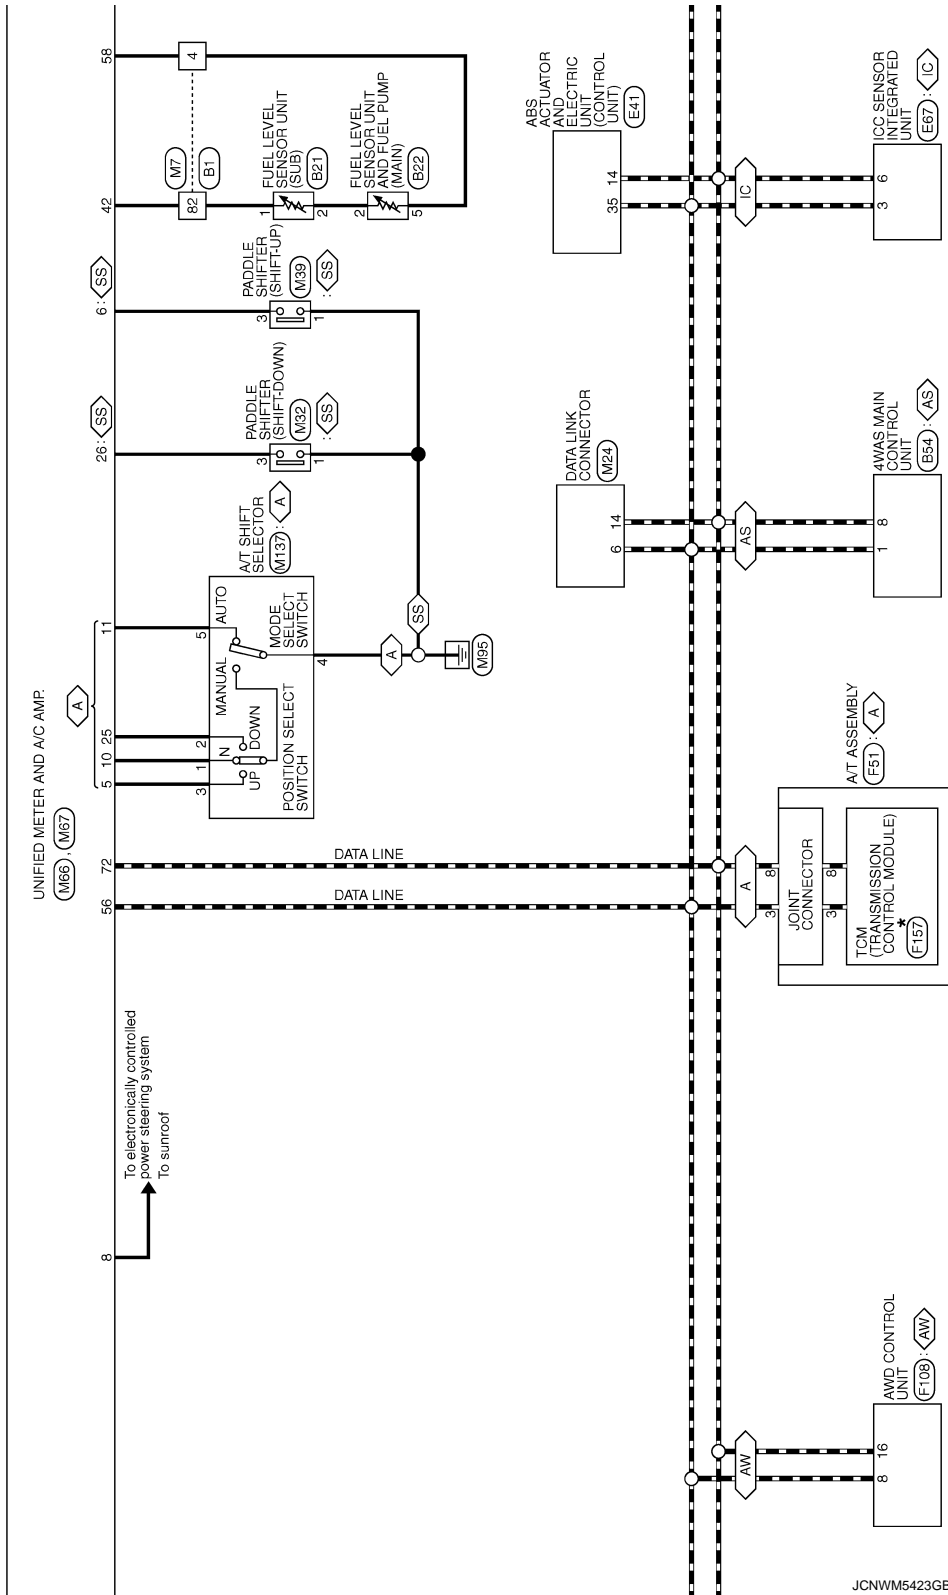 UNIFIED METER AND A/C AMP.
M66 , M67
8
56
72
A
5
10
25
11
26 : SS
6 : SS
42
58
To electronically controlled
power steering system
To sunroof
DATA LINE
DATA LINE
3
1
2
5
UP
N
DOWN
MANUAL
AUTO
POSITION SELECT
SWITCH
MODE
SELECT
SWITCH
4
A/T SHIFT
SELECTOR
M137 : A
A
SS
M95
PADDLE
SHIFTER
(SHIFT-DOWN)
M32
: SS
3
1
PADDLE
SHIFTER
(SHIFT-UP)
M39
: SS
3
1
M7
B1
82
4
FUEL LEVEL
SENSOR UNIT
(SUB)
B21
1
2
FUEL LEVEL
SENSOR UNIT
AND FUEL PUMP
(MAIN)
B22
2
5
DATA LINK
CONNECTOR
M24
6
14
ABS
ACTUATOR
AND
ELECTRIC
UNIT
(CONTROL
UNIT)
E41
35
14
AW
8
16
AWD CONTROL
UNIT
F108 : AW
A
3
8
JOINT
CONNECTOR
3
8
TCM
(TRANSMISSION
CONTROL MODULE)
*
F157
A/T ASSEMBLY
F51 : A
AS
1
8
4WAS MAIN
CONTROL
UNIT
B54 : AS
IC
3
6
ICC SENSOR
INTEGRATED
UNIT
E67 : IC
JCNWM5423GE